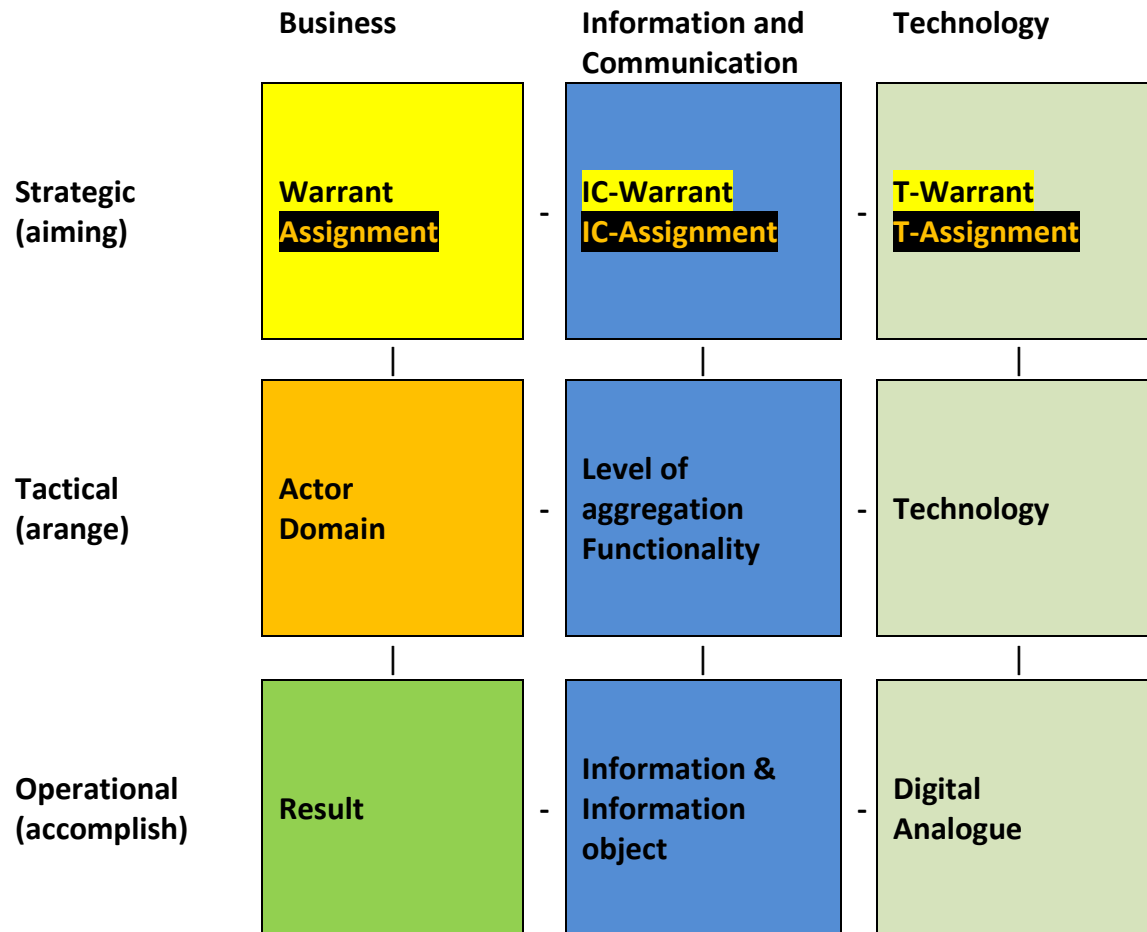 Business
Information and
Communication
Technology
Strategic
(aiming)
Warrant
Assignment
-
IC-Warrant
IC-Assignment
-
T-Warrant
T-Assignment
|
|
|
Tactical
(arange)
Actor
Domain
-
Level of
aggregation
Functionality
-
Technology
|
|
|
Operational
(accomplish)
Result
-
Information &
Information
object
-
Digital
Analogue